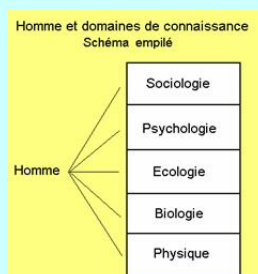 Homme et domaines de connaissance
Schéma empilé
Sociologie
Psychologie
Homme
Ecologie
Biologie
Physique